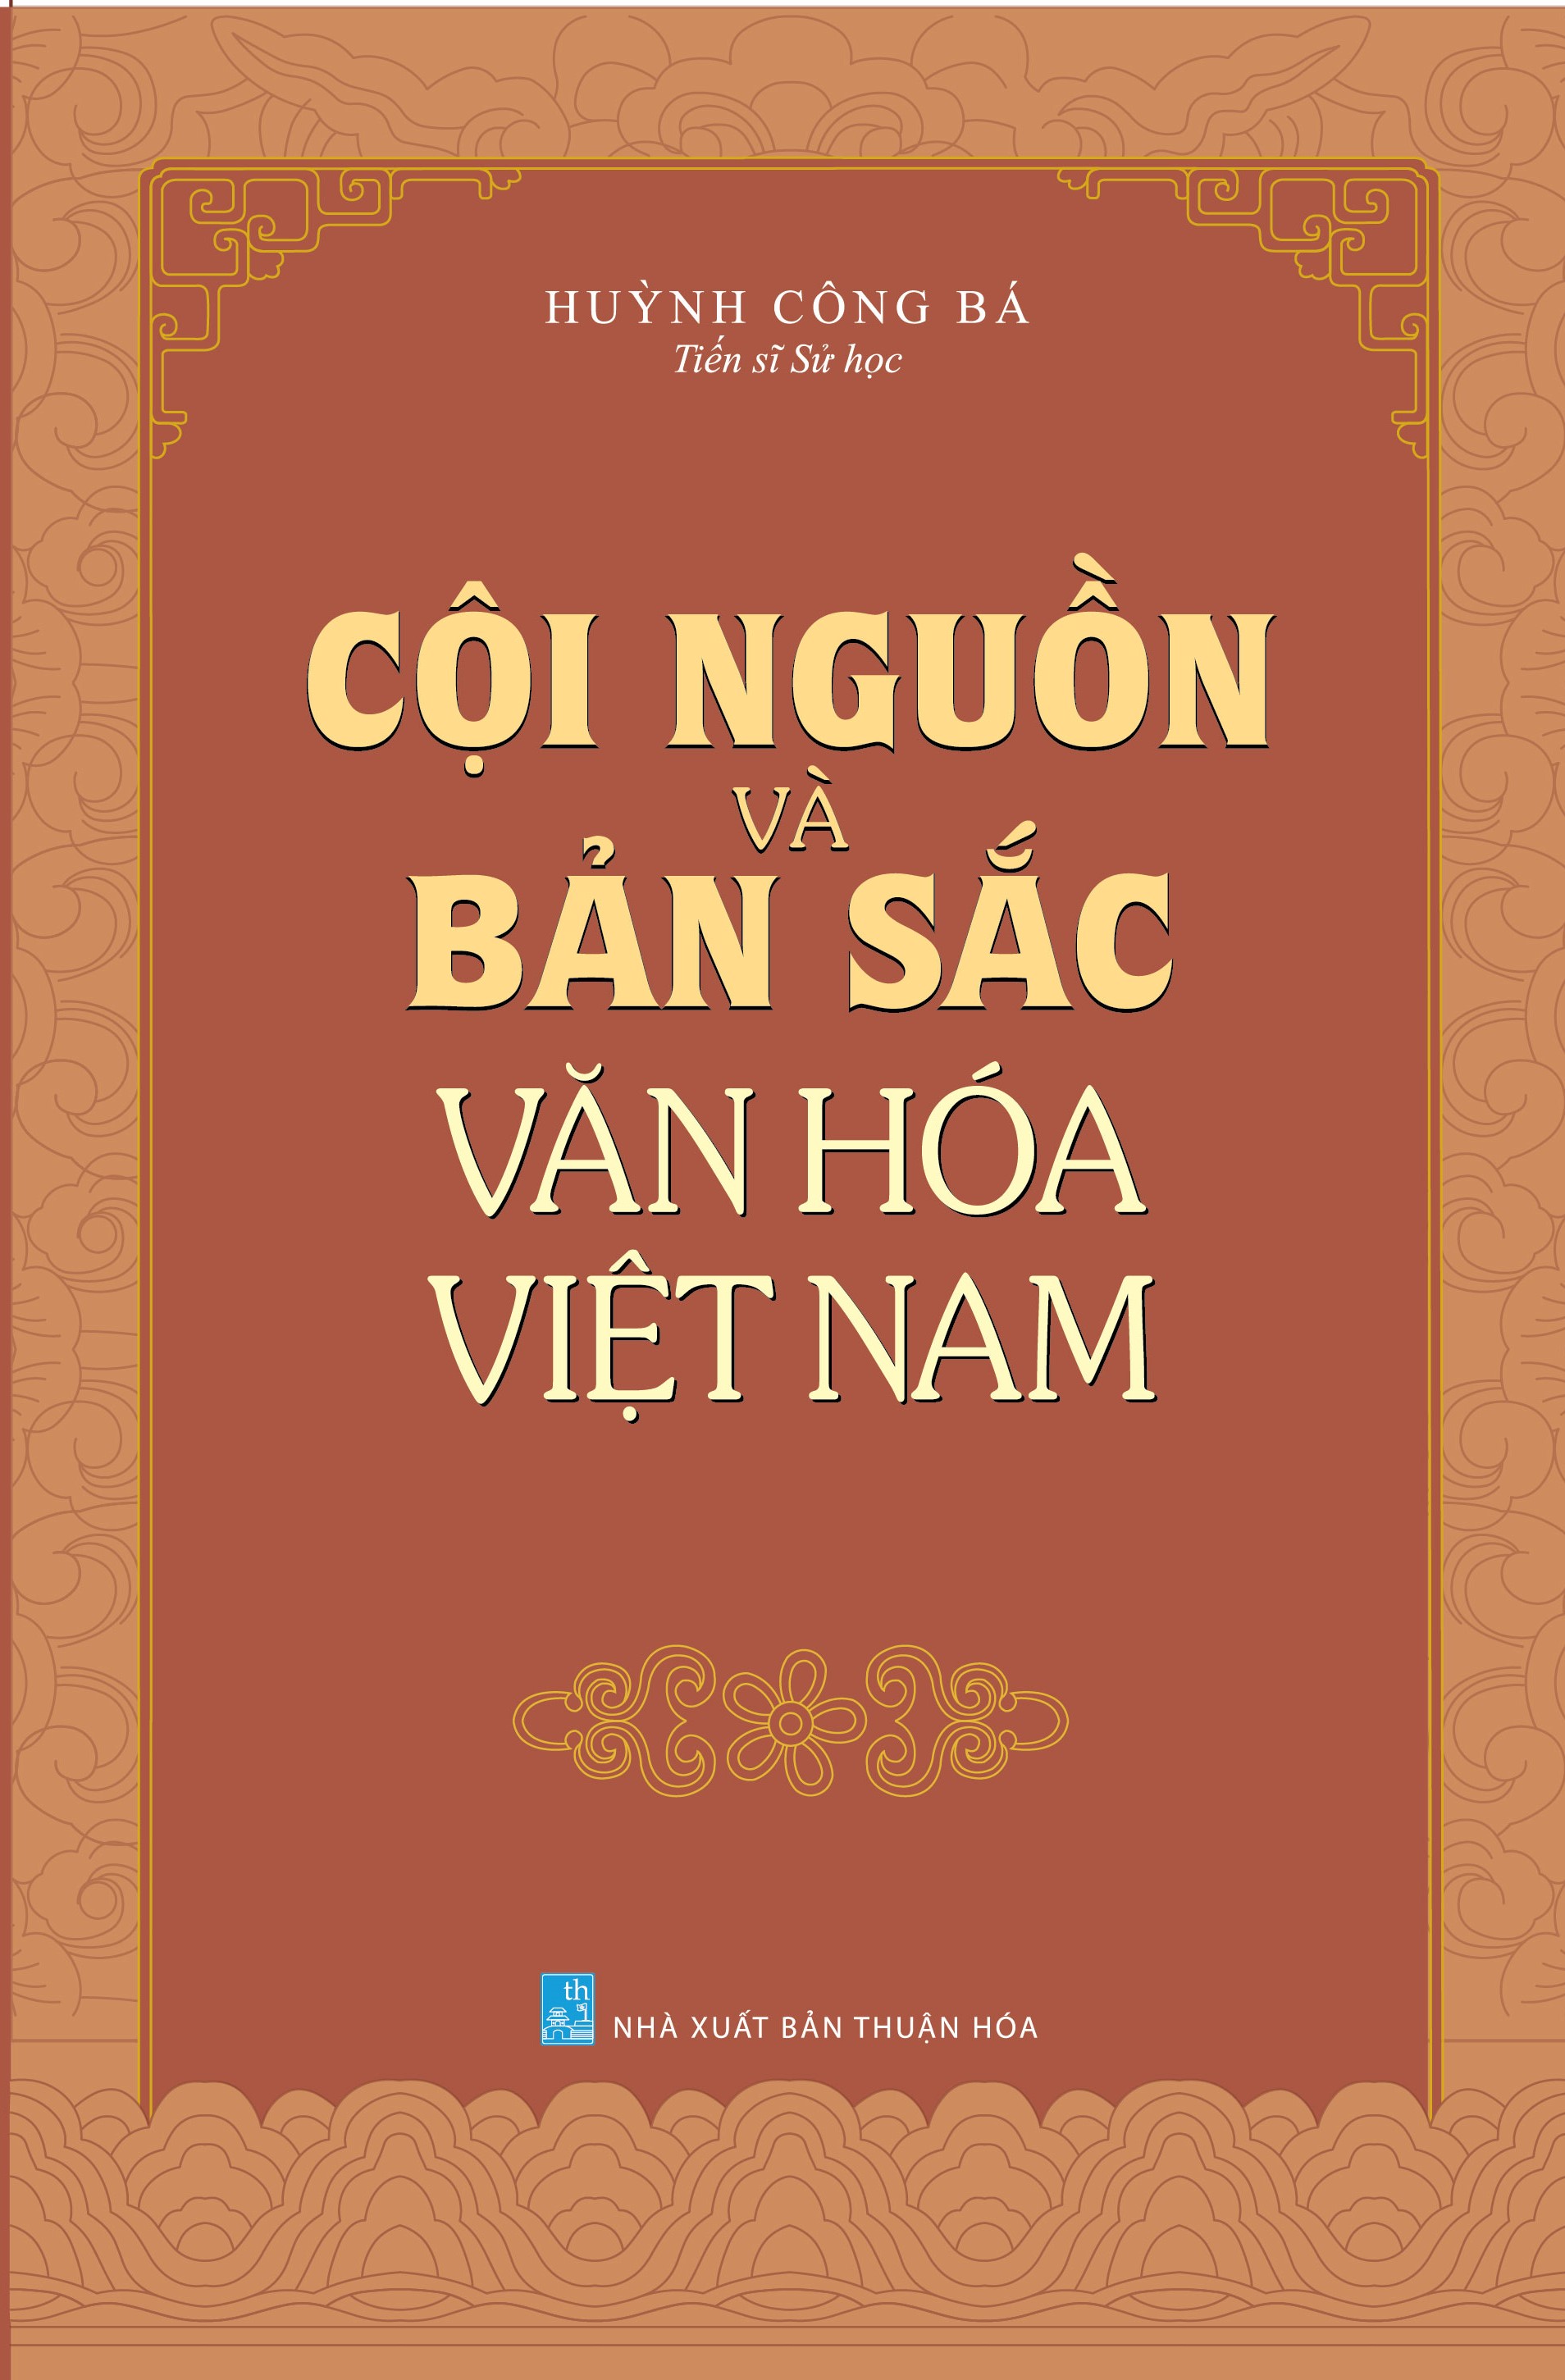 HUỲNH CÔNG BÁ
Tiến sĩ Sử học
CỘI NGUỒN
VÀ
BẢN SẮC
VĂN HÓA
VIỆT NAM
th
NHÀ XUẤT BẢN THUẬN HÓA